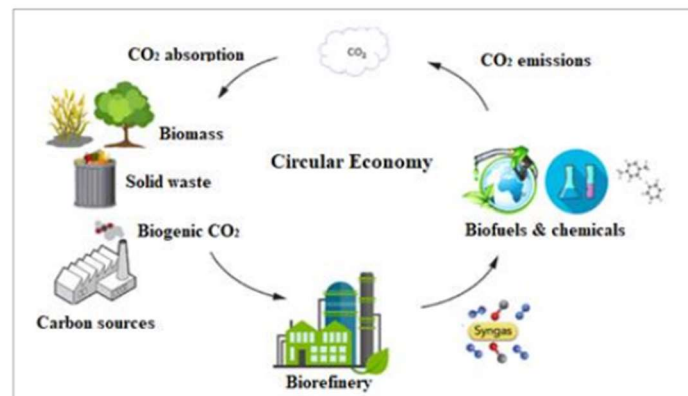 CO₂ absorption
CO₂
CO₂ emissions
Biomass
Circular Economy
Solid waste
Biogenic CO₂
Biofuels & chemicals
Carbon sources
Syngas
Biorefinery